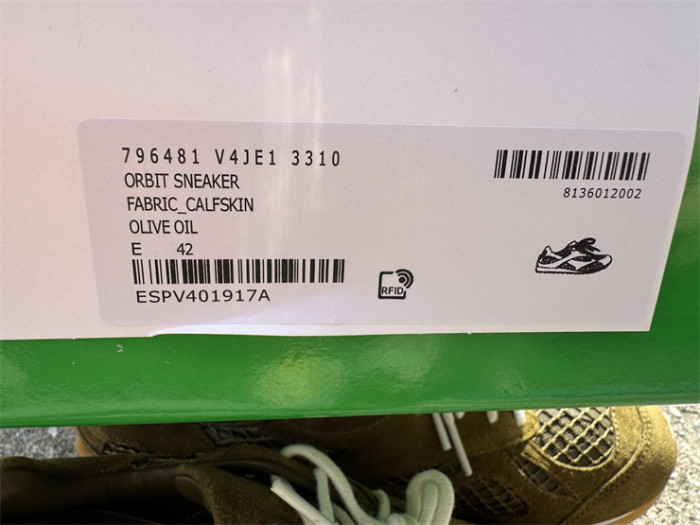 796481 V4JE1 3310
ORBIT SNEAKER
FABRIC_CALFSKIN
OLIVE OIL
E 42
ESPV401917A
RFID
8136012002